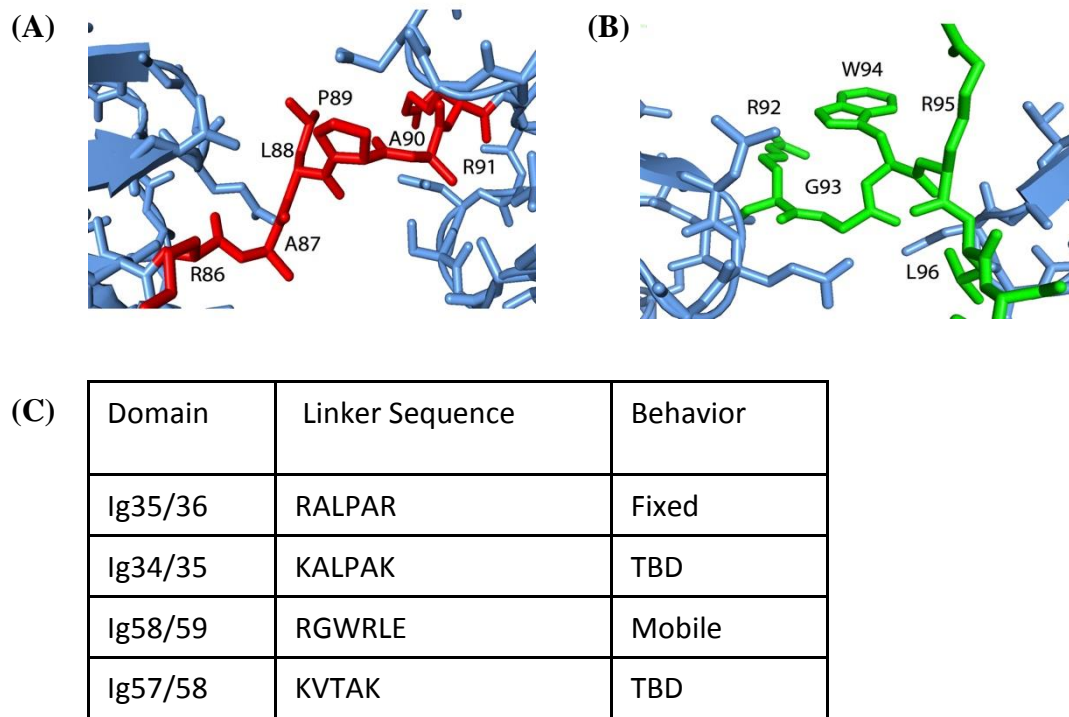 (A)
P89
A90
L88
R91
A87
R86
(B)
W94
R92
R95
G93
L96
(C)
Domain Linker Sequence Behavior
Ig35/36 RALPAR Fixed
Ig34/35 KALPAK TBD
Ig58/59 RGWRLE Mobile
Ig57/58 KVTAK TBD